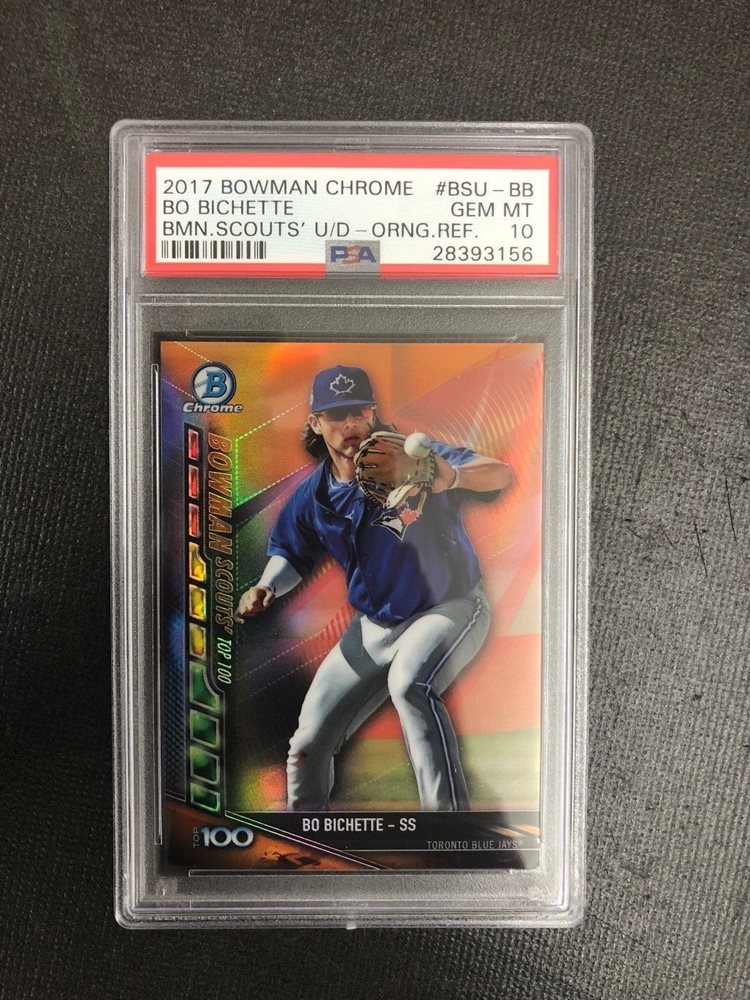 2017 BOWMAN CHROME #BSU-BB
BO BICHETTE GEM MT
BMN.SCOUTS' U/D-ORNG.REF. 10
PSA 28393156
B
Chrome
BOWMAN SCOUTS' TOP 100
TOP 100
BO BICHETTE - SS
TORONTO BLUE JAYS®